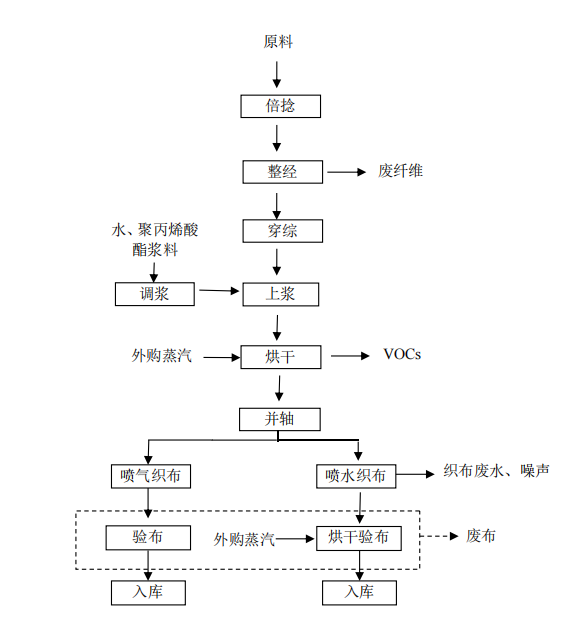 原料
倍捻
整经
废纤维
穿综
水、聚丙烯酸
酯浆料
调浆
上浆
外购蒸汽
烘干
VOCs
并轴
喷气织布
喷水织布
织布废水、噪声
验布
外购蒸汽
烘干验布
废布
入库
入库